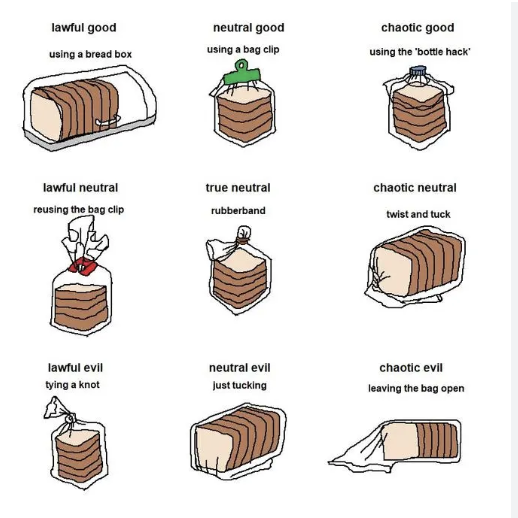 lawful good
using a bread box
neutral good
using a bag clip
chaotic good
using the 'bottle hack'
lawful neutral
reusing the bag clip
true neutral
rubberband
chaotic neutral
twist and tuck
lawful evil
tying a knot
neutral evil
just tucking
chaotic evil
leaving the bag open